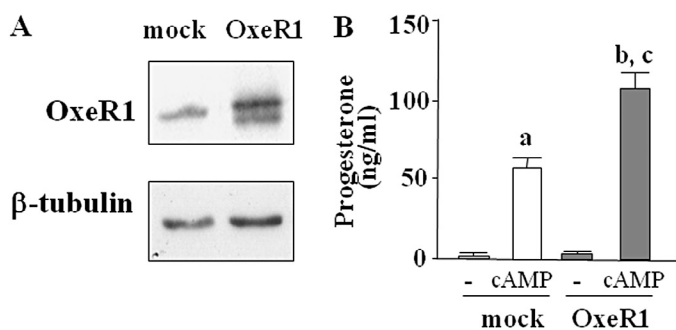 A
mock OxeR1
OxeR1
β-tubulin
B
Progesterone
(ng/ml)
150
100
50
0
a
b, c
- cAMP - cAMP
mock OxeR1